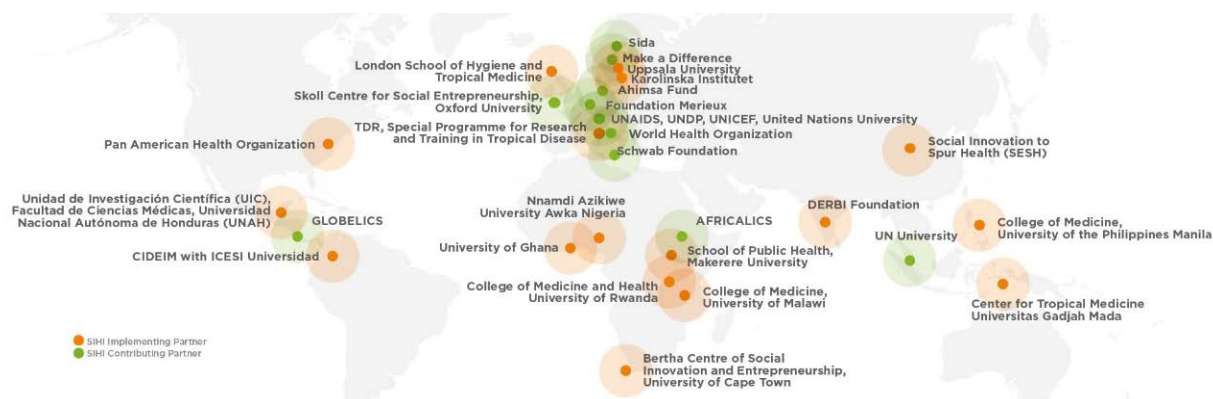 Sida
Make a Difference
Uppsala University
Karolinska Institutet
Ahimsa Fund
Foundation Merieux
UNAIDS, UNDP, UNICEF, United Nations University
World Health Organization
Schwab Foundation
London School of Hygiene and
Tropical Medicine
Skoll Centre for Social Entrepreneurship,
Oxford University
TDR, Special Programme for Research
and Training in Tropical Disease
Pan American Health Organization
Social Innovation to
Spur Health (SESH)
Unidad de Investigación Científica (UIC),
Facultad de Ciencias Médicas, Universidad
Nacional Autónoma de Honduras (UNAH)
GLOBELICS
CIDEIM with ICESI Universidad
Nnamdi Azikiwe
University Awka Nigeria
University of Ghana
AFRICALICS
School of Public Health,
Makerere University
College of Medicine and Health
University of Rwanda
College of Medicine,
University of Malawi
DERBI Foundation
UN University
College of Medicine,
University of the Philippines Manila
Center for Tropical Medicine
Universitas Gadjah Mada
Bertha Centre of Social
Innovation and Entrepreneurship,
University of Cape Town
SIHI Implementing Partner
SIHI Contributing Partner